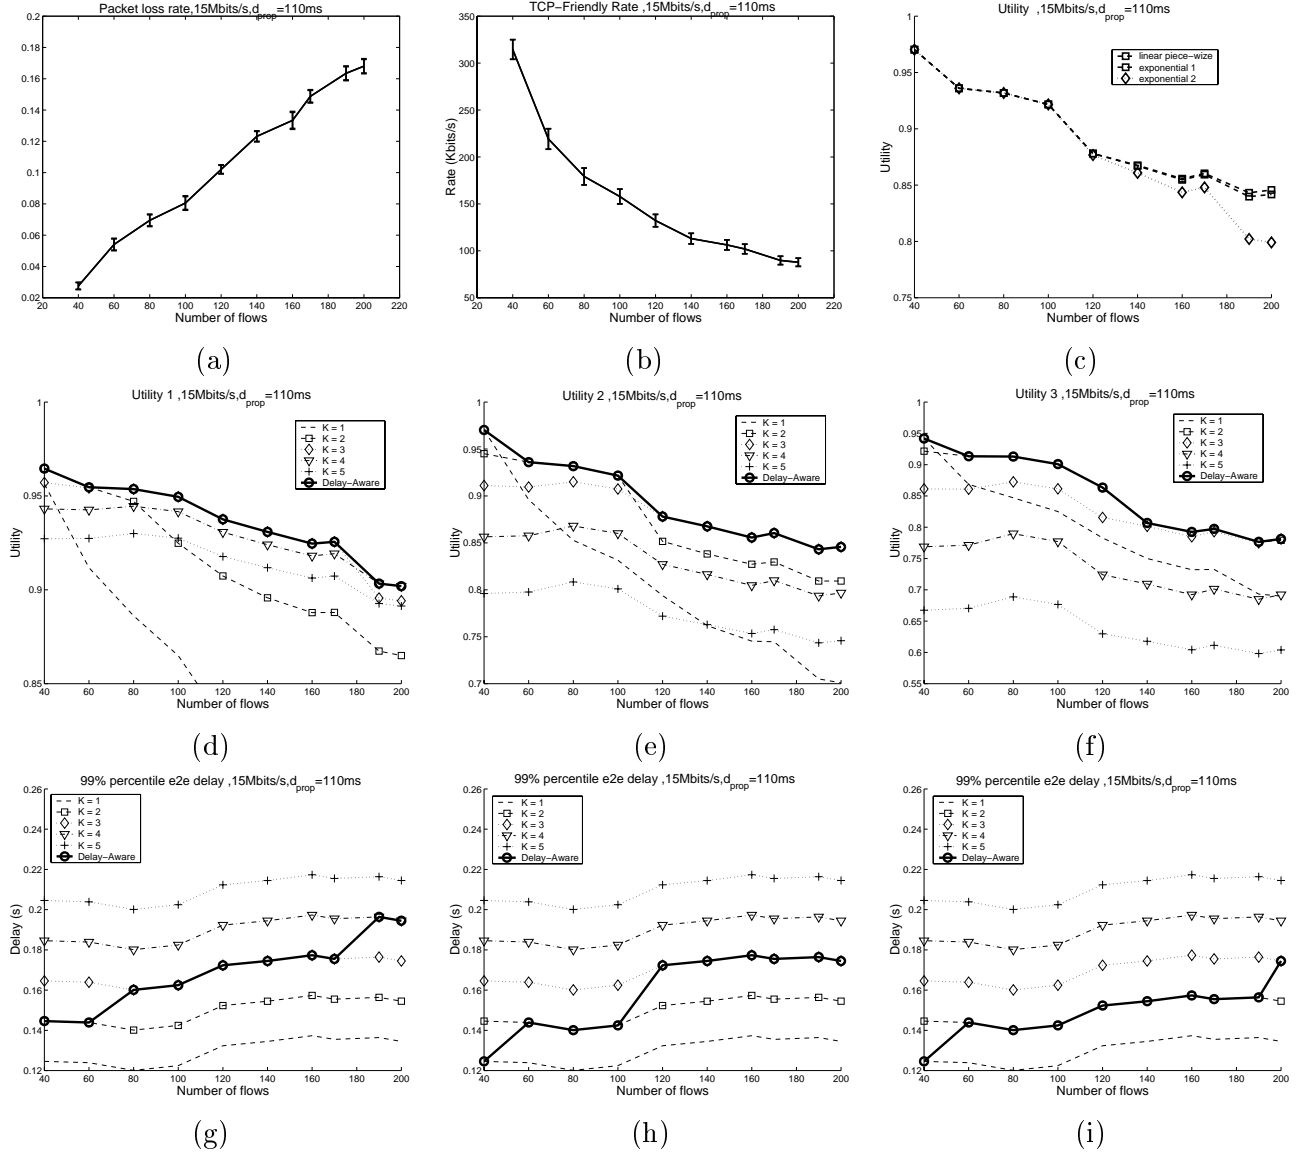 Packet loss rate,15Mbits/s,dprop=110ms
0.2
0.18
0.16
0.14
0.12
0.1
0.08
0.06
0.04
0.02
20 40 60 80 100 120 140 160 180 200 220
Number of flows
(a)
TCP−Friendly Rate ,15Mbits/s,dprop=110ms
Rate (Kbits/s)
350
300
250
200
150
100
50
20 40 60 80 100 120 140 160 180 200 220
Number of flows
(b)
Utility ,15Mbits/s,dprop=110ms
Utility
1
0.95
0.9
0.85
0.8
0.75
linear piece−wize
exponential 1
exponential 2
40 60 80 100 120 140 160 180 200
Number of flows
(c)
Utility 1 ,15Mbits/s,dprop=110ms
Utility
1
0.95
0.9
0.85
K = 1
K = 2
K = 3
K = 4
K = 5
Delay−Aware
40 60 80 100 120 140 160 180 200
Number of flows
(d)
Utility 2 ,15Mbits/s,dprop=110ms
Utility
1
0.95
0.9
0.85
0.8
0.75
0.7
K = 1
K = 2
K = 3
K = 4
K = 5
Delay−Aware
40 60 80 100 120 140 160 180 200
Number of flows
(e)
Utility 3 ,15Mbits/s,dprop=110ms
Utility
1
0.95
0.9
0.85
0.8
0.75
0.7
0.65
0.6
0.55
K = 1
K = 2
K = 3
K = 4
K = 5
Delay−Aware
40 60 80 100 120 140 160 180 200
Number of flows
(f)
99% percentile e2e delay ,15Mbits/s,dprop=110ms
Delay (s)
0.26
0.24
0.22
0.2
0.18
0.16
0.14
0.12
K = 1
K = 2
K = 3
K = 4
K = 5
Delay−Aware
40 60 80 100 120 140 160 180 200
Number of flows
(g)
99% percentile e2e delay ,15Mbits/s,dprop=110ms
Delay (s)
0.26
0.24
0.22
0.2
0.18
0.16
0.14
0.12
K = 1
K = 2
K = 3
K = 4
K = 5
Delay−Aware
40 60 80 100 120 140 160 180 200
Number of flows
(h)
99% percentile e2e delay ,15Mbits/s,dprop=110ms
Delay (s)
0.26
0.24
0.22
0.2
0.18
0.16
0.14
0.12
K = 1
K = 2
K = 3
K = 4
K = 5
Delay−Aware
40 60 80 100 120 140 160 180 200
Number of flows
(i)